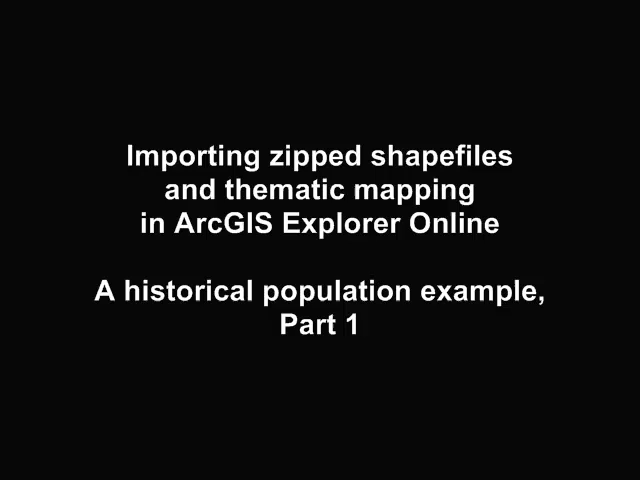 Importing zipped shapefiles
and thematic mapping
in ArcGIS Explorer Online
A historical population example,
Part 1